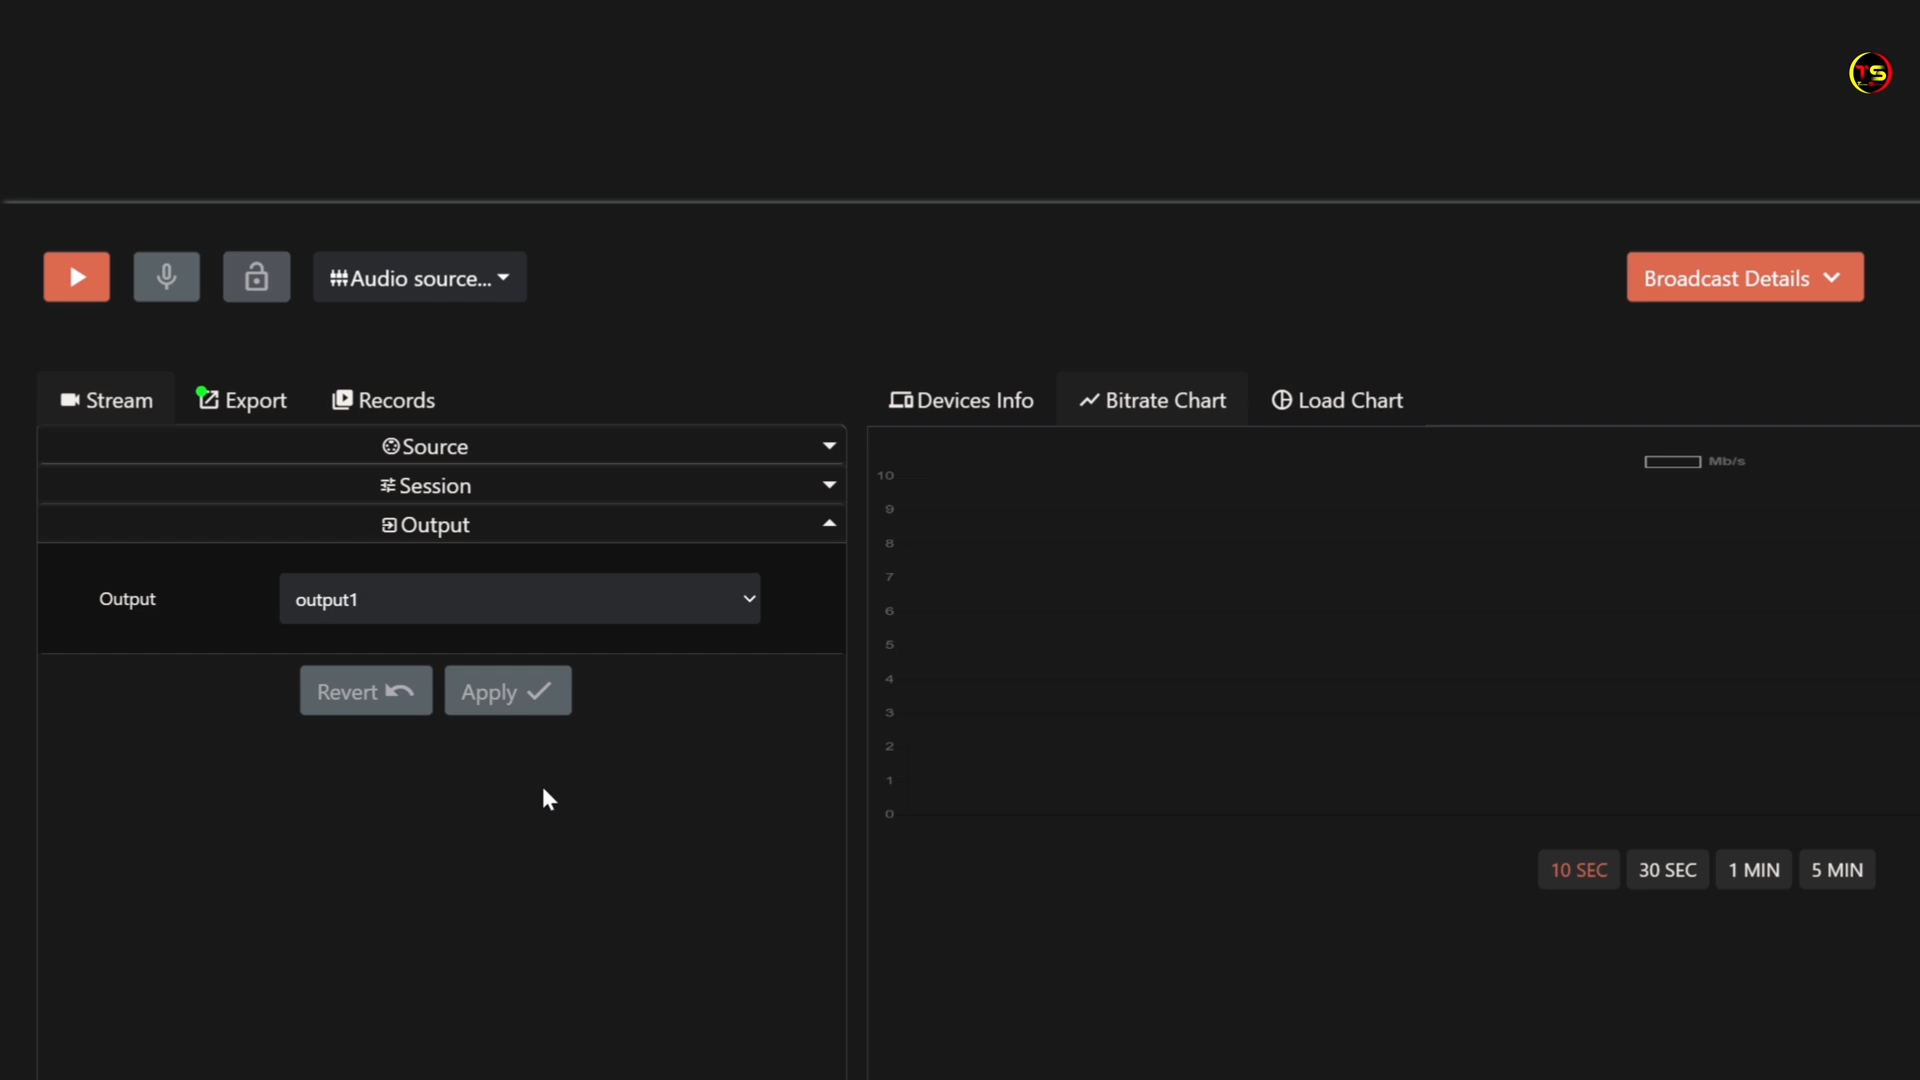 TS
Audio source...
Broadcast Details
Stream
Export
Records
Devices Info
Bitrate Chart
Load Chart
Source
Session
Output
Output
output1
Revert
Apply
Mb/s
10
9
8
7
6
5
4
3
2
1
0
10 SEC
30 SEC
1 MIN
5 MIN